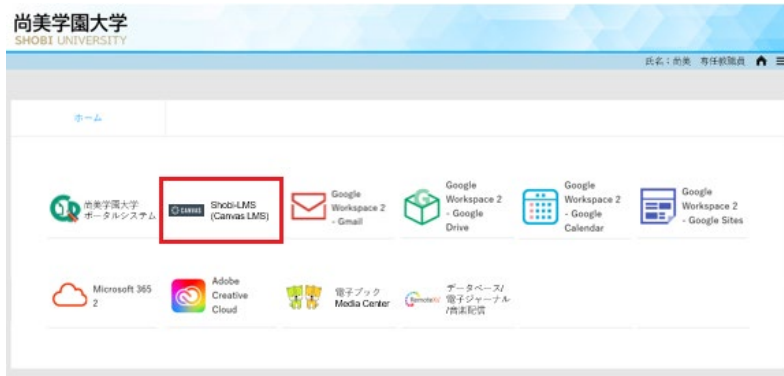 尚美学園大学
SHOBI UNIVERSITY
氏名：尚美 専任教職員
ホーム
尚美学園大学
ポータルシステム
CANVAS
Shobi-LMS
(Canvas LMS)
Google
Workspace 2
- Gmail
Google
Workspace 2
- Google
Drive
Google
Workspace 2
- Google
Calendar
Google
Workspace 2
- Google Sites
Microsoft 365
2
Adobe
Creative
Cloud
電子ブック
Media Center
RemoteXs
データベース/
電子ジャーナル
/音楽配信